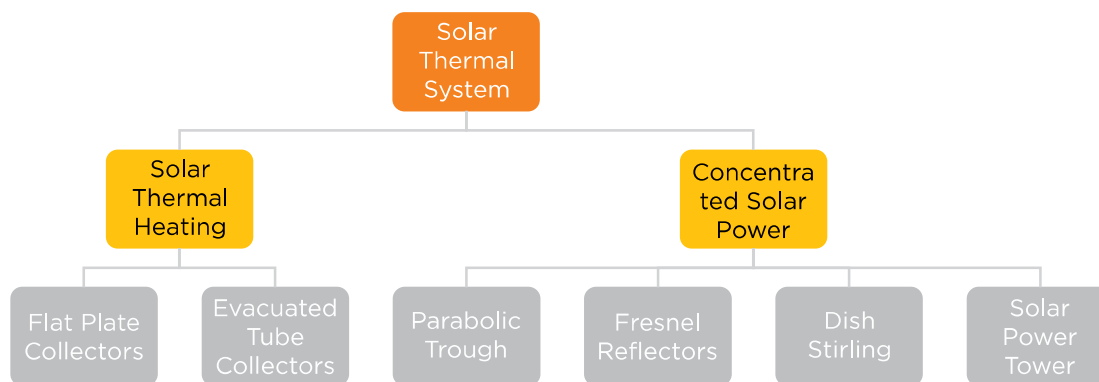 Solar
Thermal
System
Solar
Thermal
Heating
Concentra
ted Solar
Power
Flat Plate
Collectors
Evacuated
Tube
Collectors
Parabolic
Trough
Fresnel
Reflectors
Dish
Stirling
Solar
Power
Tower